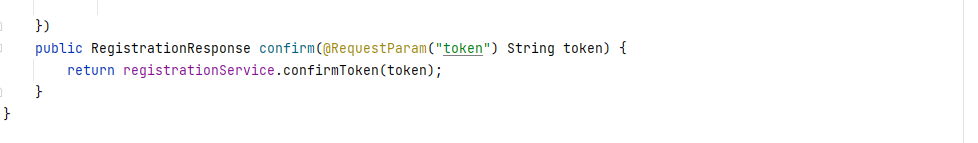 })
public RegistrationResponse confirm(@RequestParam("token") String token) {
return registrationService.confirmToken(token);
}
}